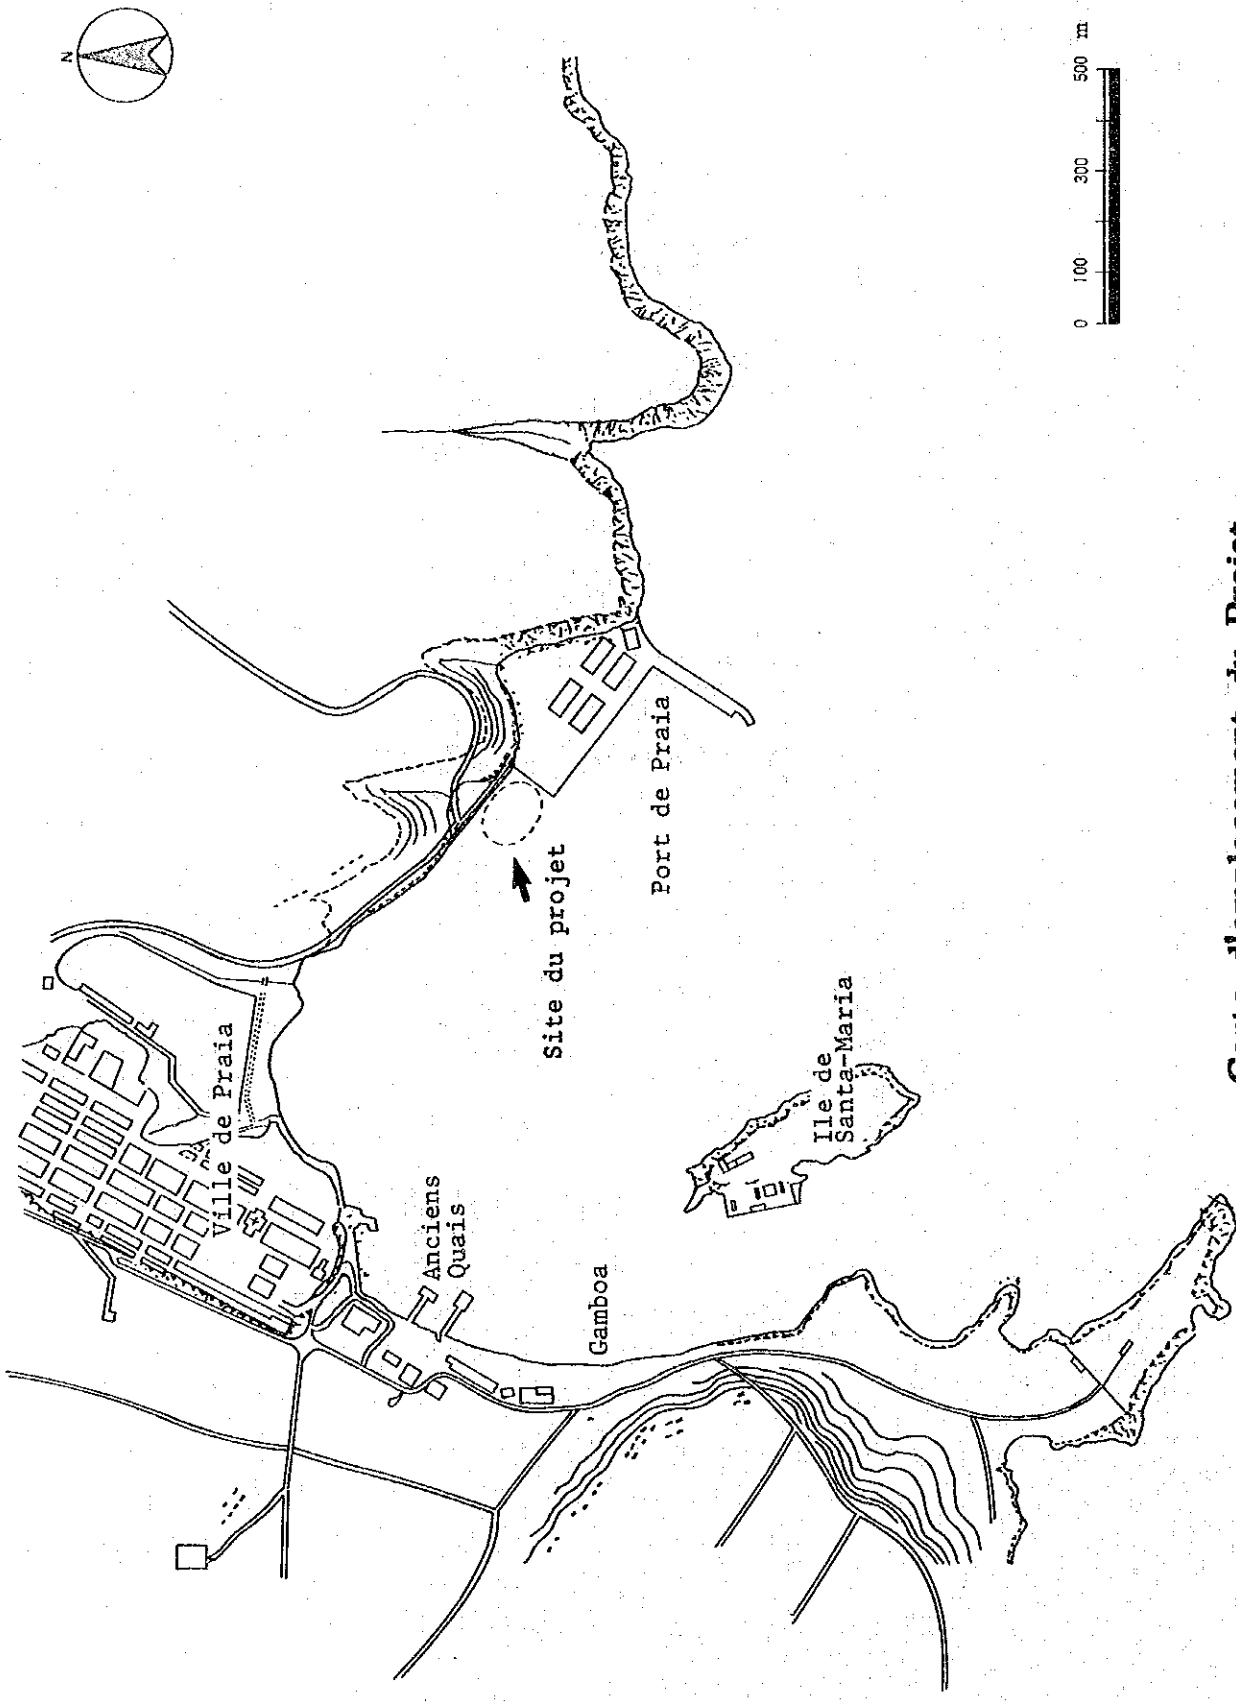 N
Ville de Praia
Anciens
Quais
Gamboa
Site du projet
Port de Praia
Ile de
Santa-Maria
0 100 300 500 m